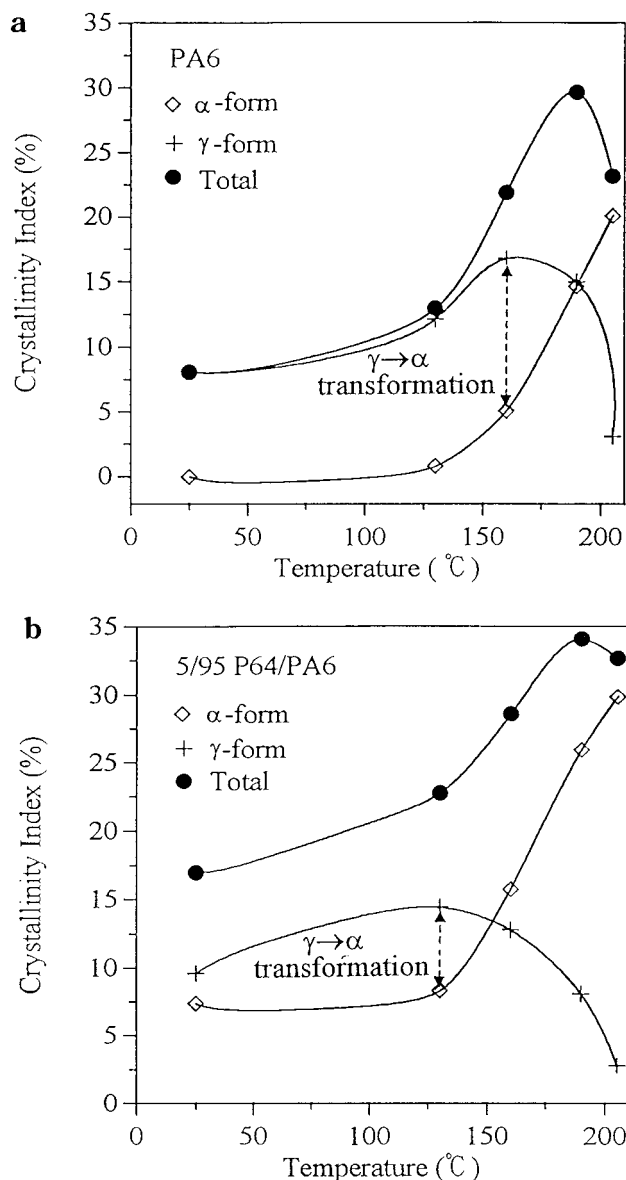 a
PA6
◇ α-form
+ γ-form
● Total
Crystallinity Index (%)
35
30
25
20
15
10
5
0
γ→α
transformation
0
50
100
150
200
Temperature (℃)
b
5/95 P64/PA6
◇ α-form
+ γ-form
● Total
Crystallinity Index (%)
35
30
25
20
15
10
5
0
γ→α
transformation
0
50
100
150
200
Temperature (℃)